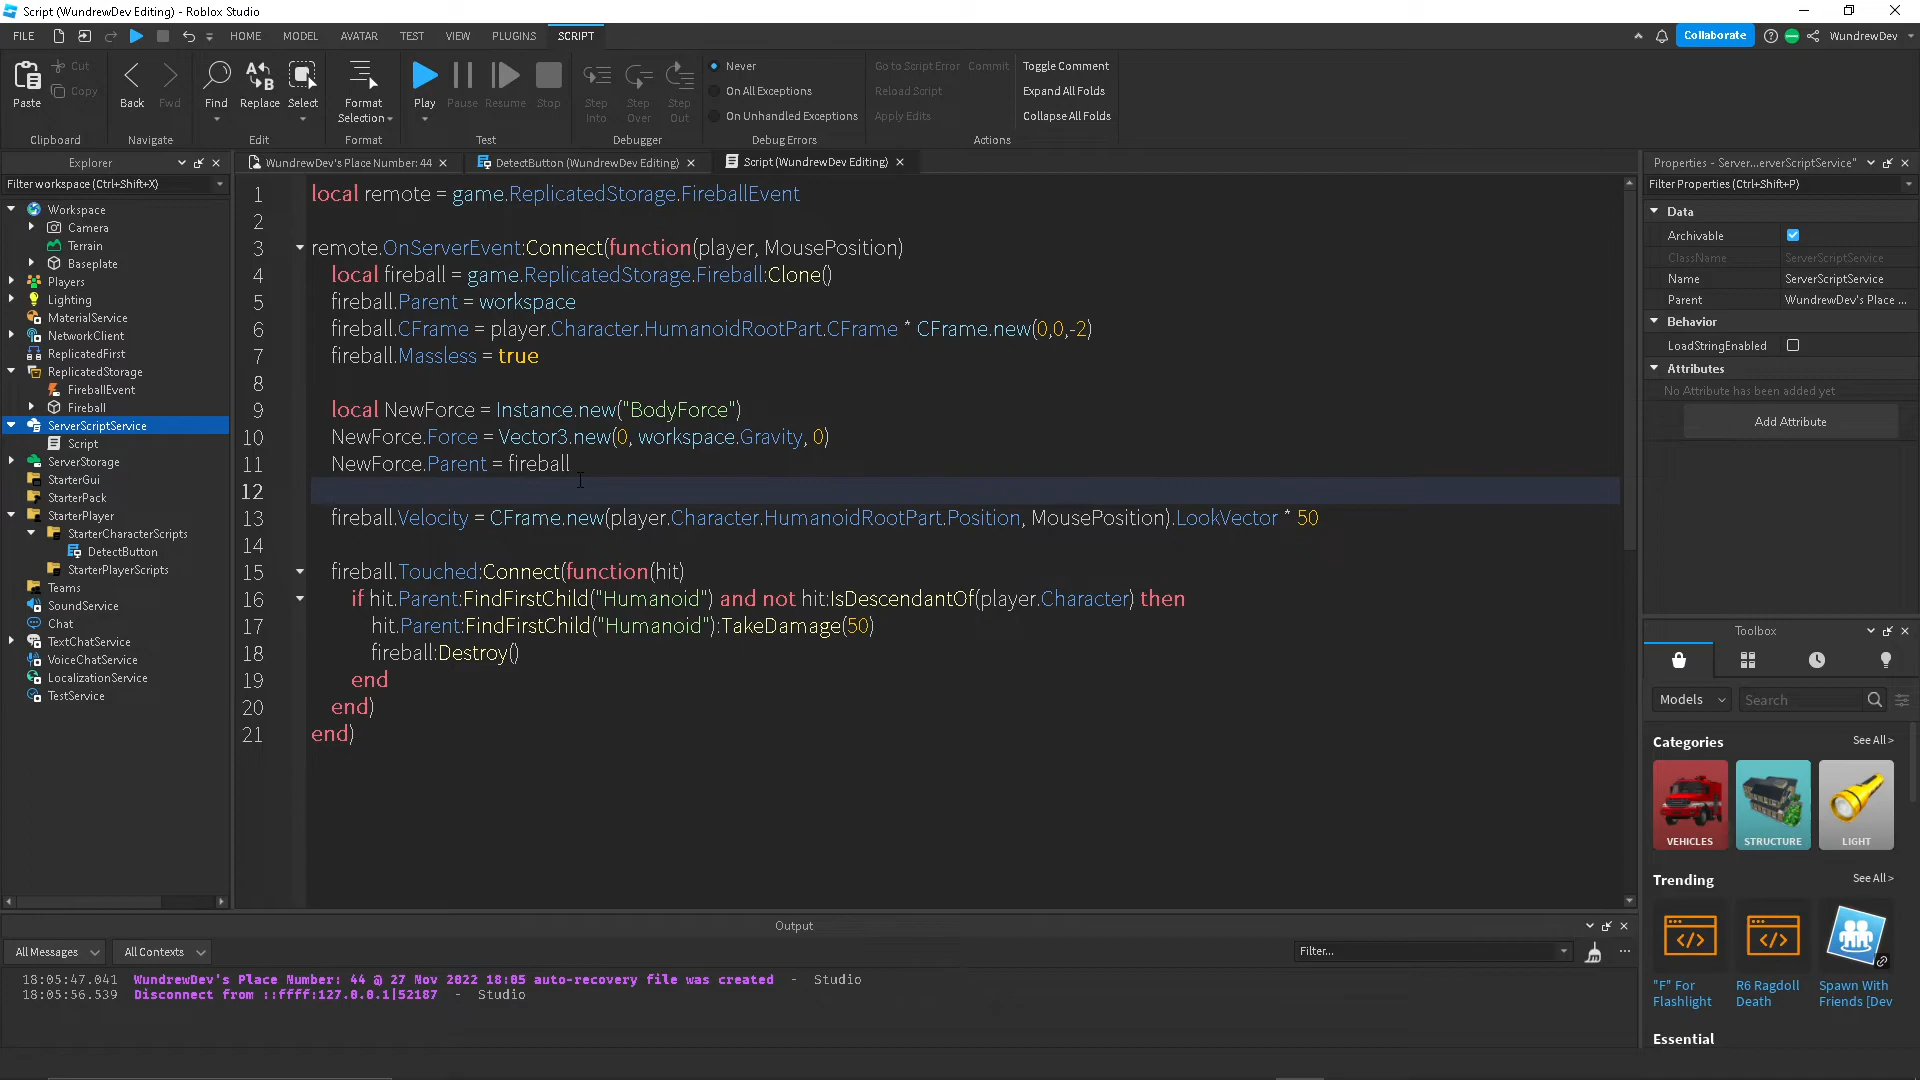 Script (WundrewDev Editing) - Roblox Studio
FILE HOME MODEL AVATAR TEST VIEW PLUGINS SCRIPT Collaborate WundrewDev
Paste Cut Copy Clipboard
Back Fwd Navigate
Find Replace Select Edit
Format Selection Format
Play Pause Resume Stop Test
Step Into Step Over Step Out Debugger
Never
On All Exceptions
On Unhandled Exceptions
Debug Errors
Go to Script Error Commit
Reload Script
Apply Edits
Toggle Comment
Expand All Folds
Collapse All Folds
Actions
Explorer
Filter workspace (Ctrl+Shift+X)
Workspace
Camera
Terrain
Baseplate
Players
Lighting
MaterialService
NetworkClient
ReplicatedFirst
ReplicatedStorage
FireballEvent
Fireball
ServerScriptService
Script
ServerStorage
StarterGui
StarterPack
StarterPlayer
StarterCharacterScripts
DetectButton
StarterPlayerScripts
Teams
SoundService
Chat
TextChatService
VoiceChatService
LocalizationService
TestService
WundrewDev's Place Number: 44 DetectButton (WundrewDev Editing) Script (WundrewDev Editing)
1 local remote = game.ReplicatedStorage.FireballEvent
2
3 remote.OnServerEvent:Connect(function(player, MousePosition)
4 local fireball = game.ReplicatedStorage.Fireball:Clone()
5 fireball.Parent = workspace
6 fireball.CFrame = player.Character.HumanoidRootPart.CFrame * CFrame.new(0,0,-2)
7 fireball.Massless = true
8
9 local NewForce = Instance.new("BodyForce")
10 NewForce.Force = Vector3.new(0, workspace.Gravity, 0)
11 NewForce.Parent = fireball
12
13 fireball.Velocity = CFrame.new(player.Character.HumanoidRootPart.Position, MousePosition).LookVector * 50
14
15 fireball.Touched:Connect(function(hit)
16 if hit.Parent:FindFirstChild("Humanoid") and not hit:IsDescendantOf(player.Character) then
17 hit.Parent:FindFirstChild("Humanoid"):TakeDamage(50)
18 fireball:Destroy()
19 end
20 end)
21 end)
Properties - Server...erverScriptService"
Filter Properties (Ctrl+Shift+P)
Data
Archivable
ClassName ServerScriptService
Name ServerScriptService
Parent WundrewDev's Place ...
Behavior
LoadStringEnabled
Attributes
No Attribute has been added yet
Add Attribute
Toolbox
Models Search
Categories See All >
VEHICLES STRUCTURE LIGHT
Trending See All >
"F" For Flashlight
R6 Ragdoll Death
Spawn With Friends [Dev
Essential
Output
All Messages All Contexts Filter...
18:05:47.041 WundrewDev's Place Number: 44 @ 27 Nov 2022 18:05 auto-recovery file was created - Studio
18:05:56.539 Disconnect from ::ffff:127.0.0.1|52187 - Studio